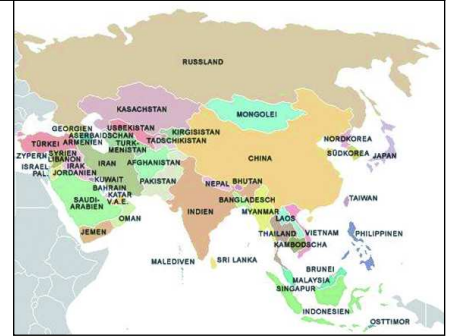 RUSSLAND
KASACHSTAN
MONGOLEI
GEORGIEN
USBEKISTAN
ASERBAIDSCHAN
KIRGISISTAN
ARMENIEN
TURK-
MENISTAN
TADSCHIKISTAN
TÜRKEI
NORDKOREA
SÜDKOREA
JAPAN
ZYPERN
SYRIEN
LIBANON
ISRAEL
PAL.
IRAK
JORDANIEN
IRAN
AFGHANISTAN
CHINA
KUWAIT
BAHRAIN
KATAR
V.A.E.
PAKISTAN
NEPAL
BHUTAN
SAUDI-
ARABIEN
OMAN
BANGLADESCH
TAIWAN
INDIEN
MYANMAR
LAOS
JEMEN
THAILAND
VIETNAM
PHILIPPINEN
KAMBODSCHA
MALEDIVEN
SRI LANKA
BRUNEI
MALAYSIA
SINGAPUR
INDONESIEN
OSTTIMOR